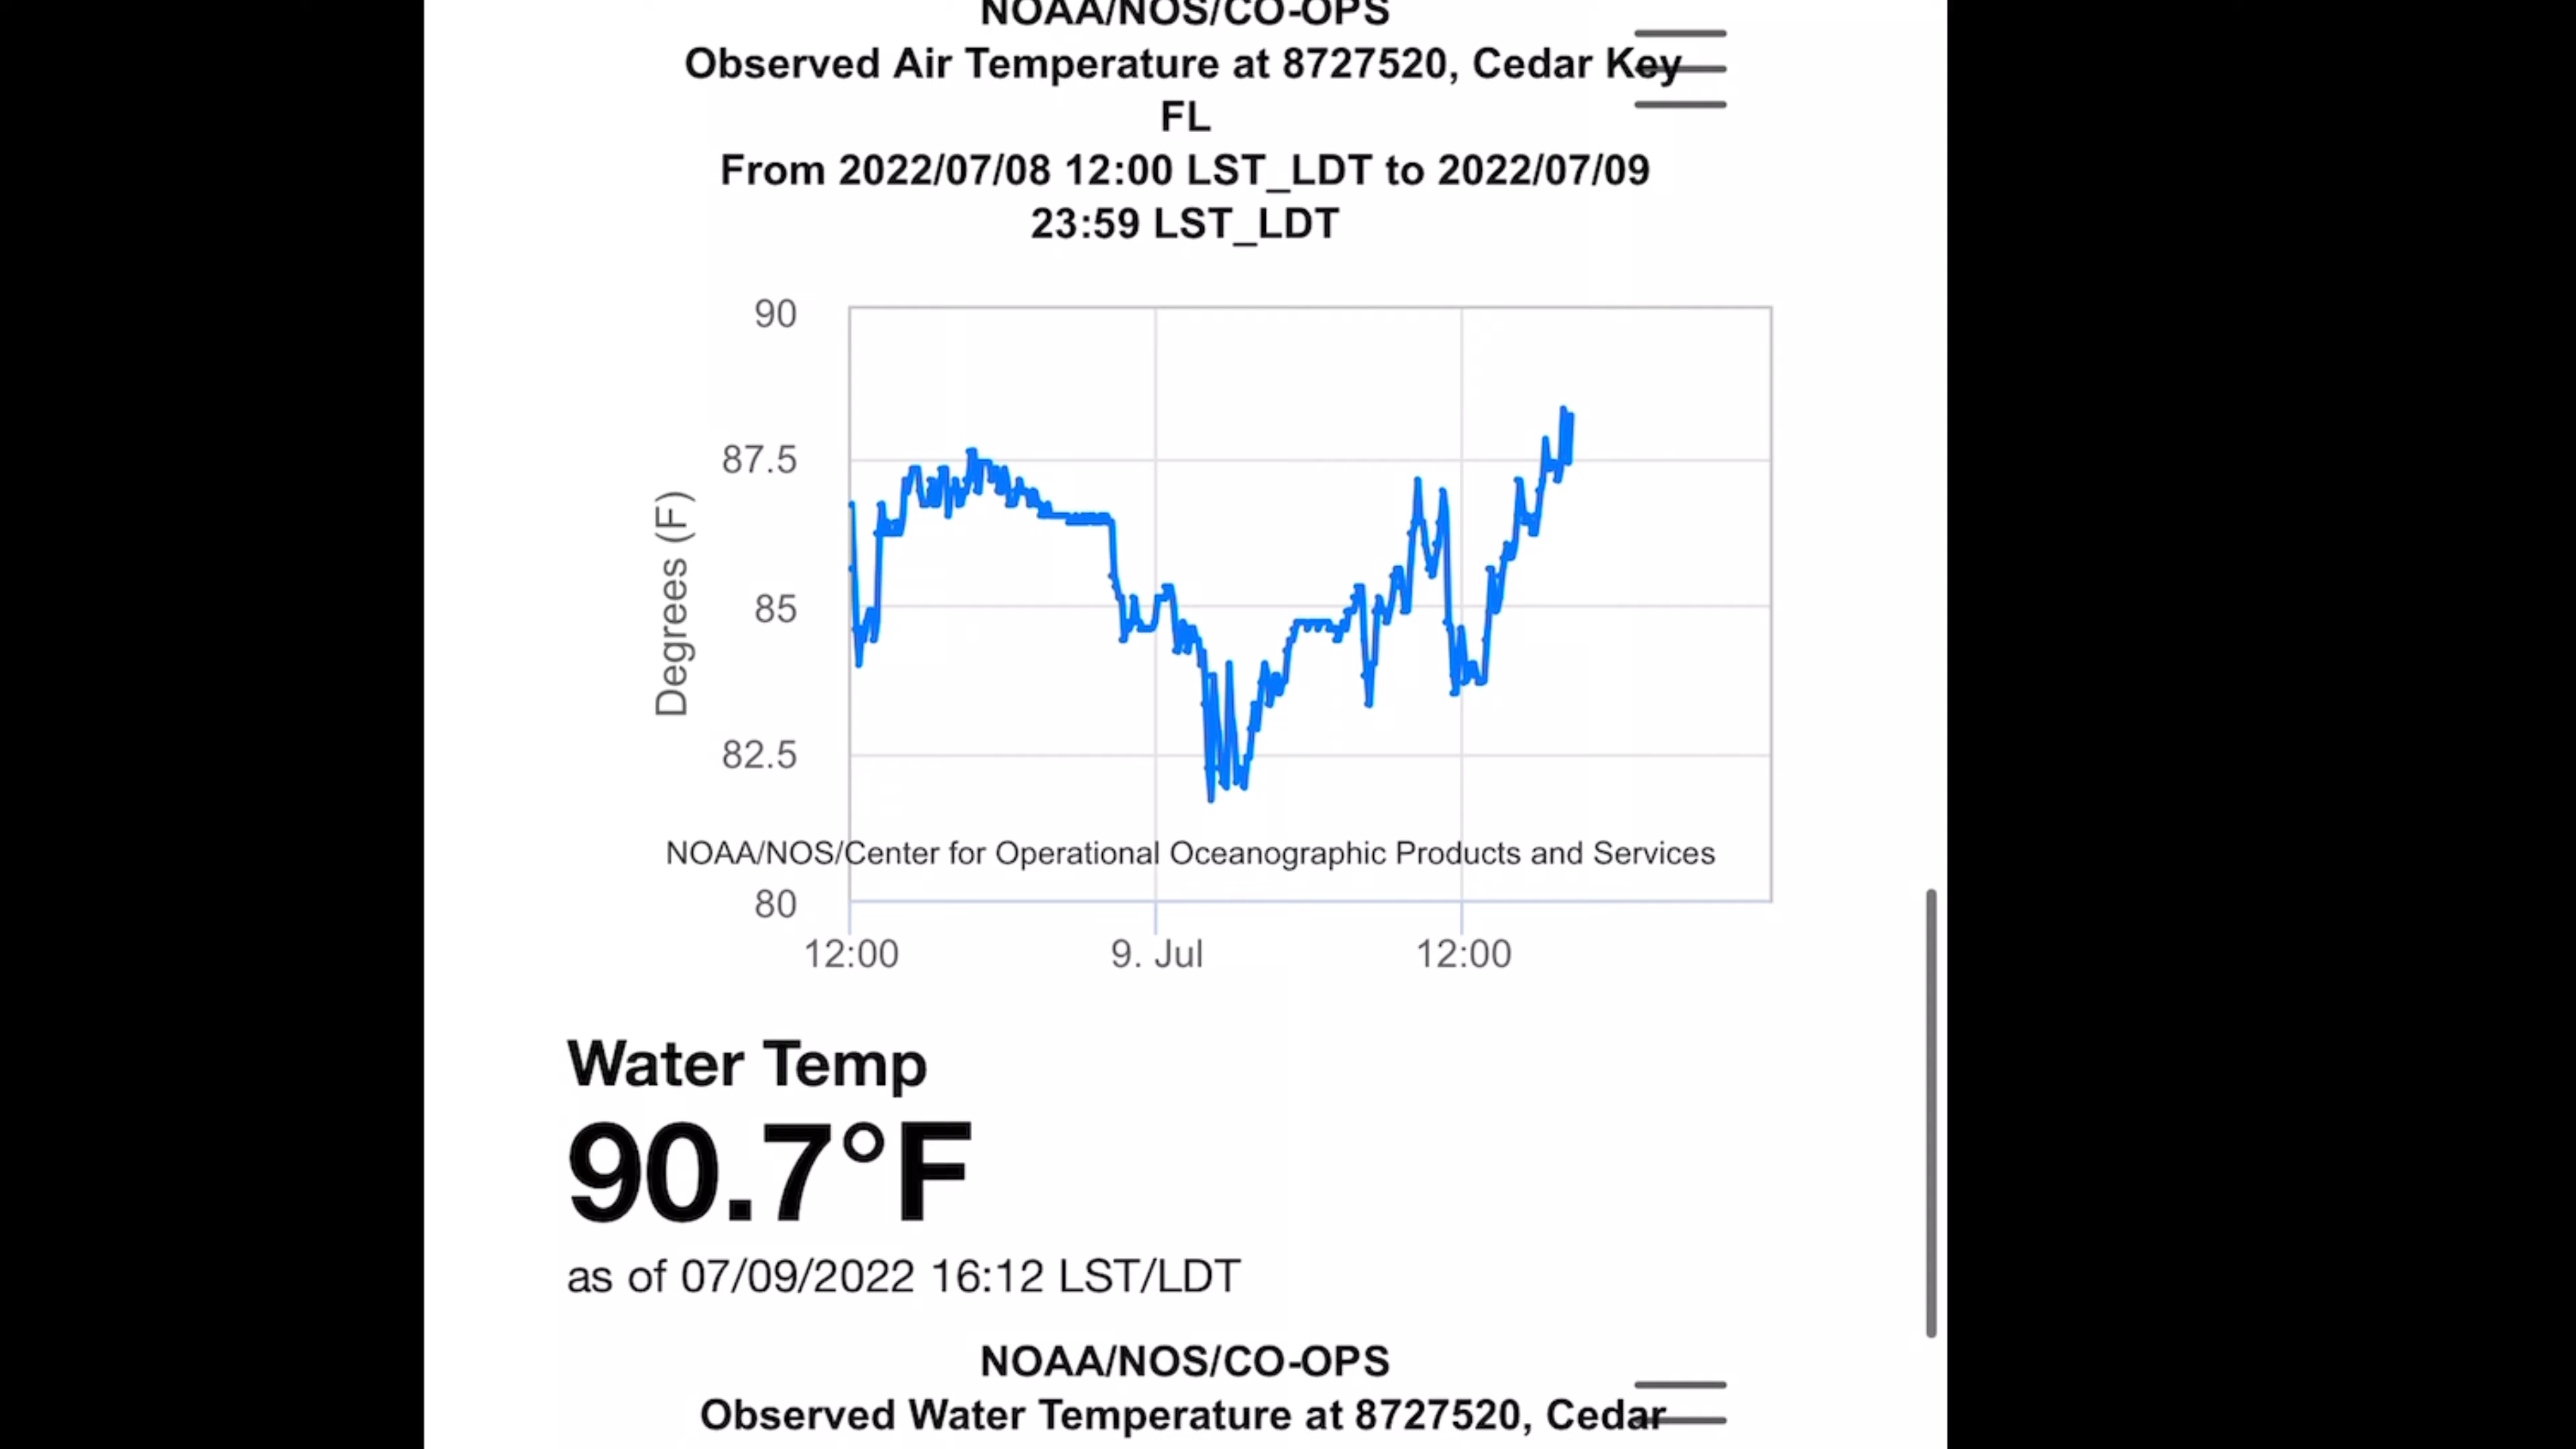 NOAA/NOS/CO-OPS
Observed Air Temperature at 8727520, Cedar Key
FL
From 2022/07/08 12:00 LST_LDT to 2022/07/09
23:59 LST_LDT
90
87.5
85
82.5
80
Degrees (F)
NOAA/NOS/Center for Operational Oceanographic Products and Services
12:00 9. Jul 12:00
Water Temp
90.7°F
as of 07/09/2022 16:12 LST/LDT
NOAA/NOS/CO-OPS
Observed Water Temperature at 8727520, Cedar